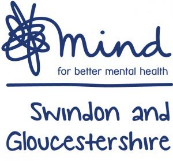 mind
for better mental health
Swindon and
Gloucestershire